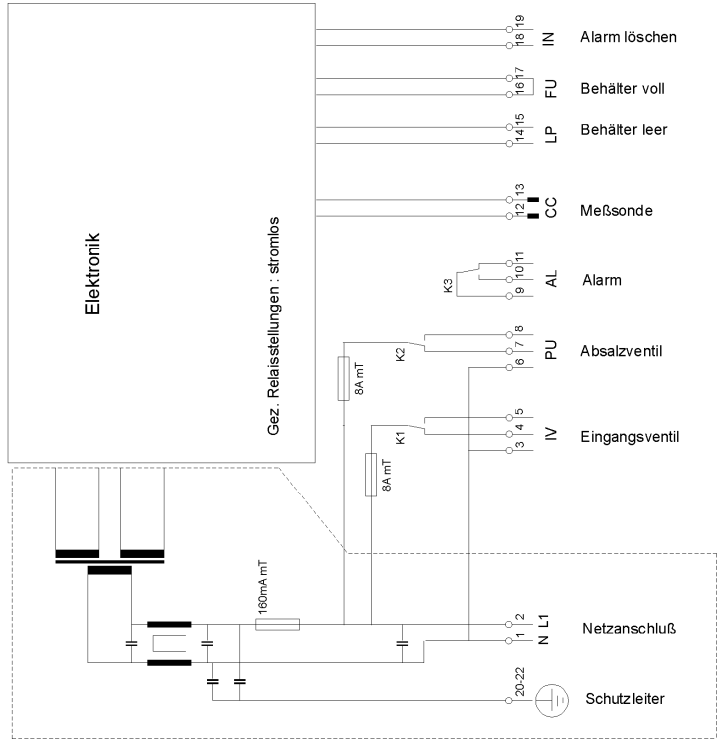 19
18
IN
Alarm löschen
17
16
FU
Behälter voll
15
14
LP
Behälter leer
13
12
CC
Meßsonde
11
10
9
AL
K3
Alarm
8
7
6
PU
K2
Absalzventil
8A mT
5
4
3
IV
K1
Eingangsventil
8A mT
Elektronik
Gez. Relaisstellungen : stromlos
160mA mT
2
L1
1
N
Netzanschluß
20-22
Schutzleiter